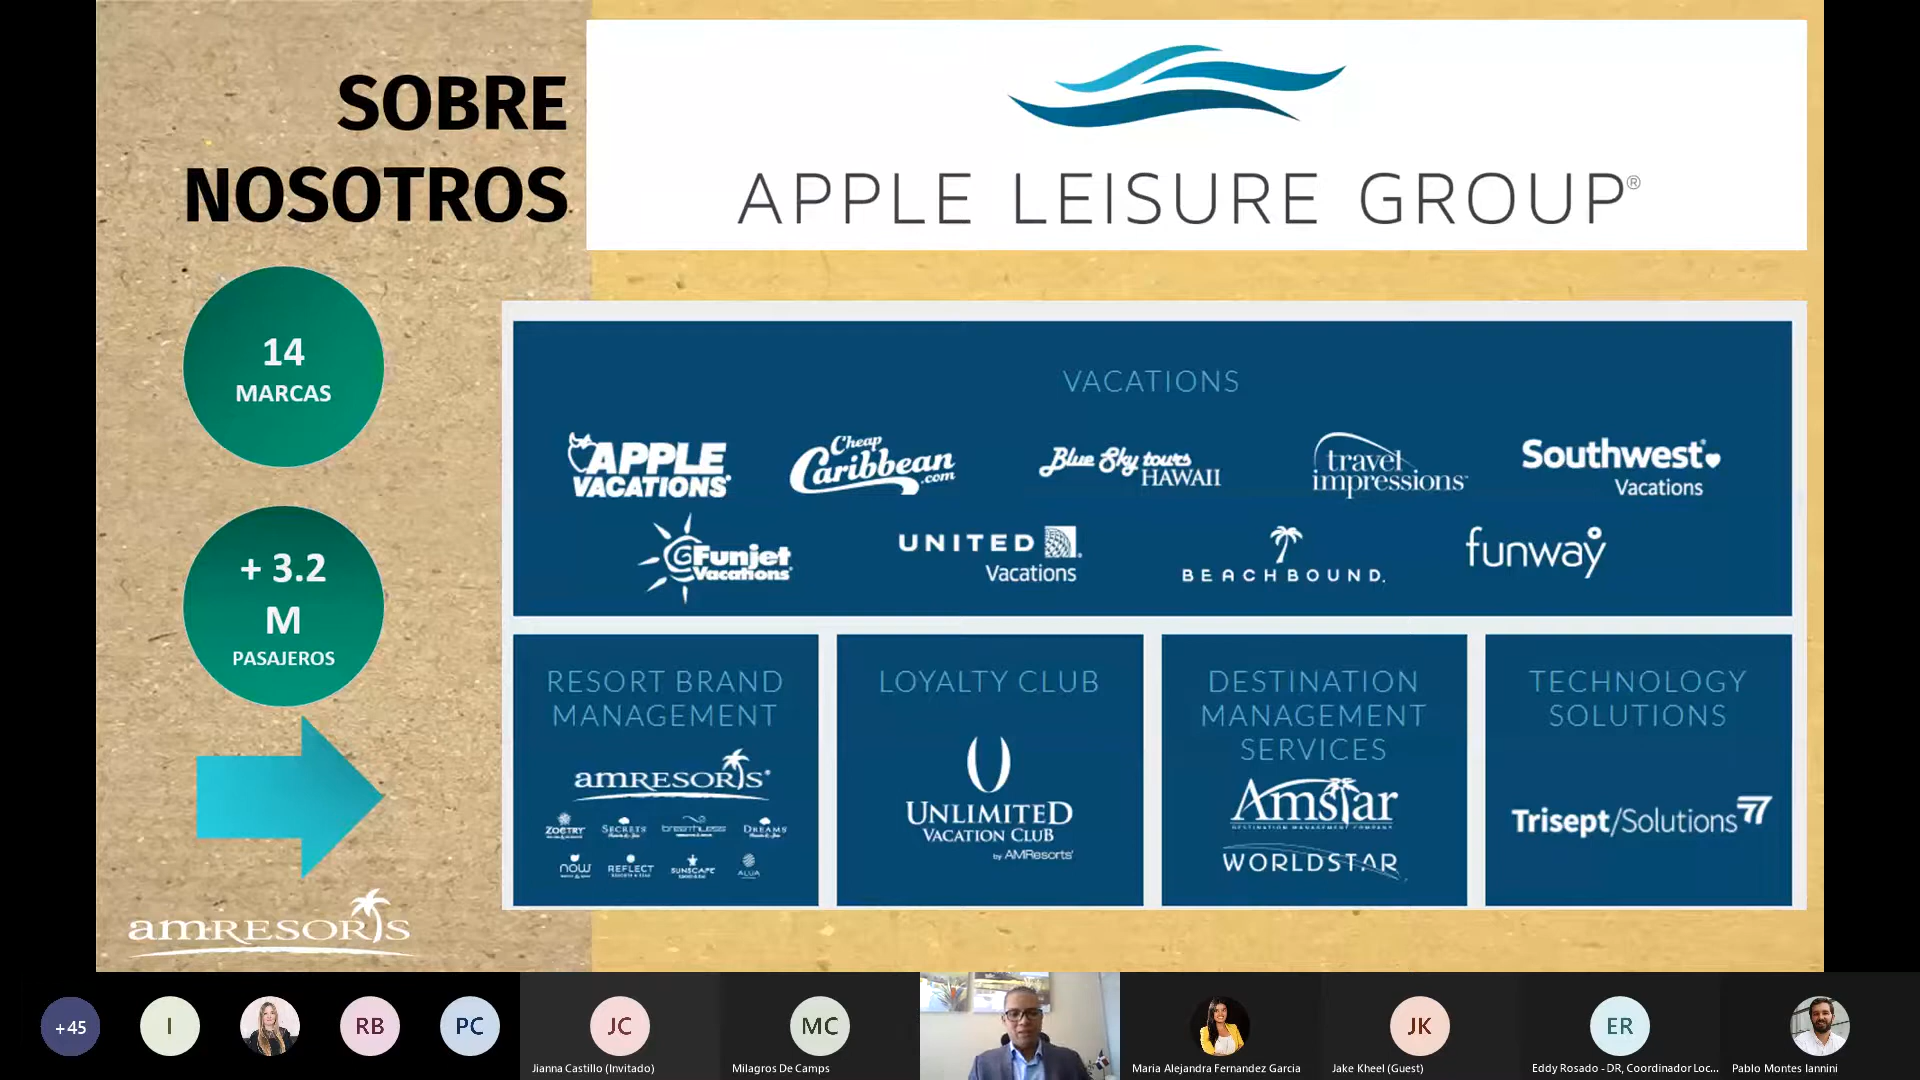 SOBRE
NOSOTROS
APPLE LEISURE GROUP®
14
MARCAS
+ 3.2
M
PASAJEROS
VACATIONS
APPLE
VACATIONS
Cheap
Caribbean
.com
Blue Sky tours
HAWAII
travel
impressions
Southwest
Vacations
Funjet
Vacations
UNITED
Vacations
BEACHBOUND
funway
RESORT BRAND
MANAGEMENT
AMRESORTS
ZOËTRY
SECRETS
breathless
DREAMS
NOW
REFLECT
SUNSCAPE
ALUA
LOYALTY CLUB
UNLIMITED
VACATION CLUB
by AMResorts
DESTINATION
MANAGEMENT
SERVICES
Amstar
DESTINATION MANAGEMENT COMPANY
WORLDSTAR
TECHNOLOGY
SOLUTIONS
Trisept/Solutions
AMRESORTS
+45
I
RB
PC
JC
MC
JK
ER
Jianna Castillo (Invitado)
Milagros De Camps
Maria Alejandra Fernandez Garcia
Jake Kheel (Guest)
Eddy Rosado - DR, Coordinador Loc...
Pablo Montes Iannini